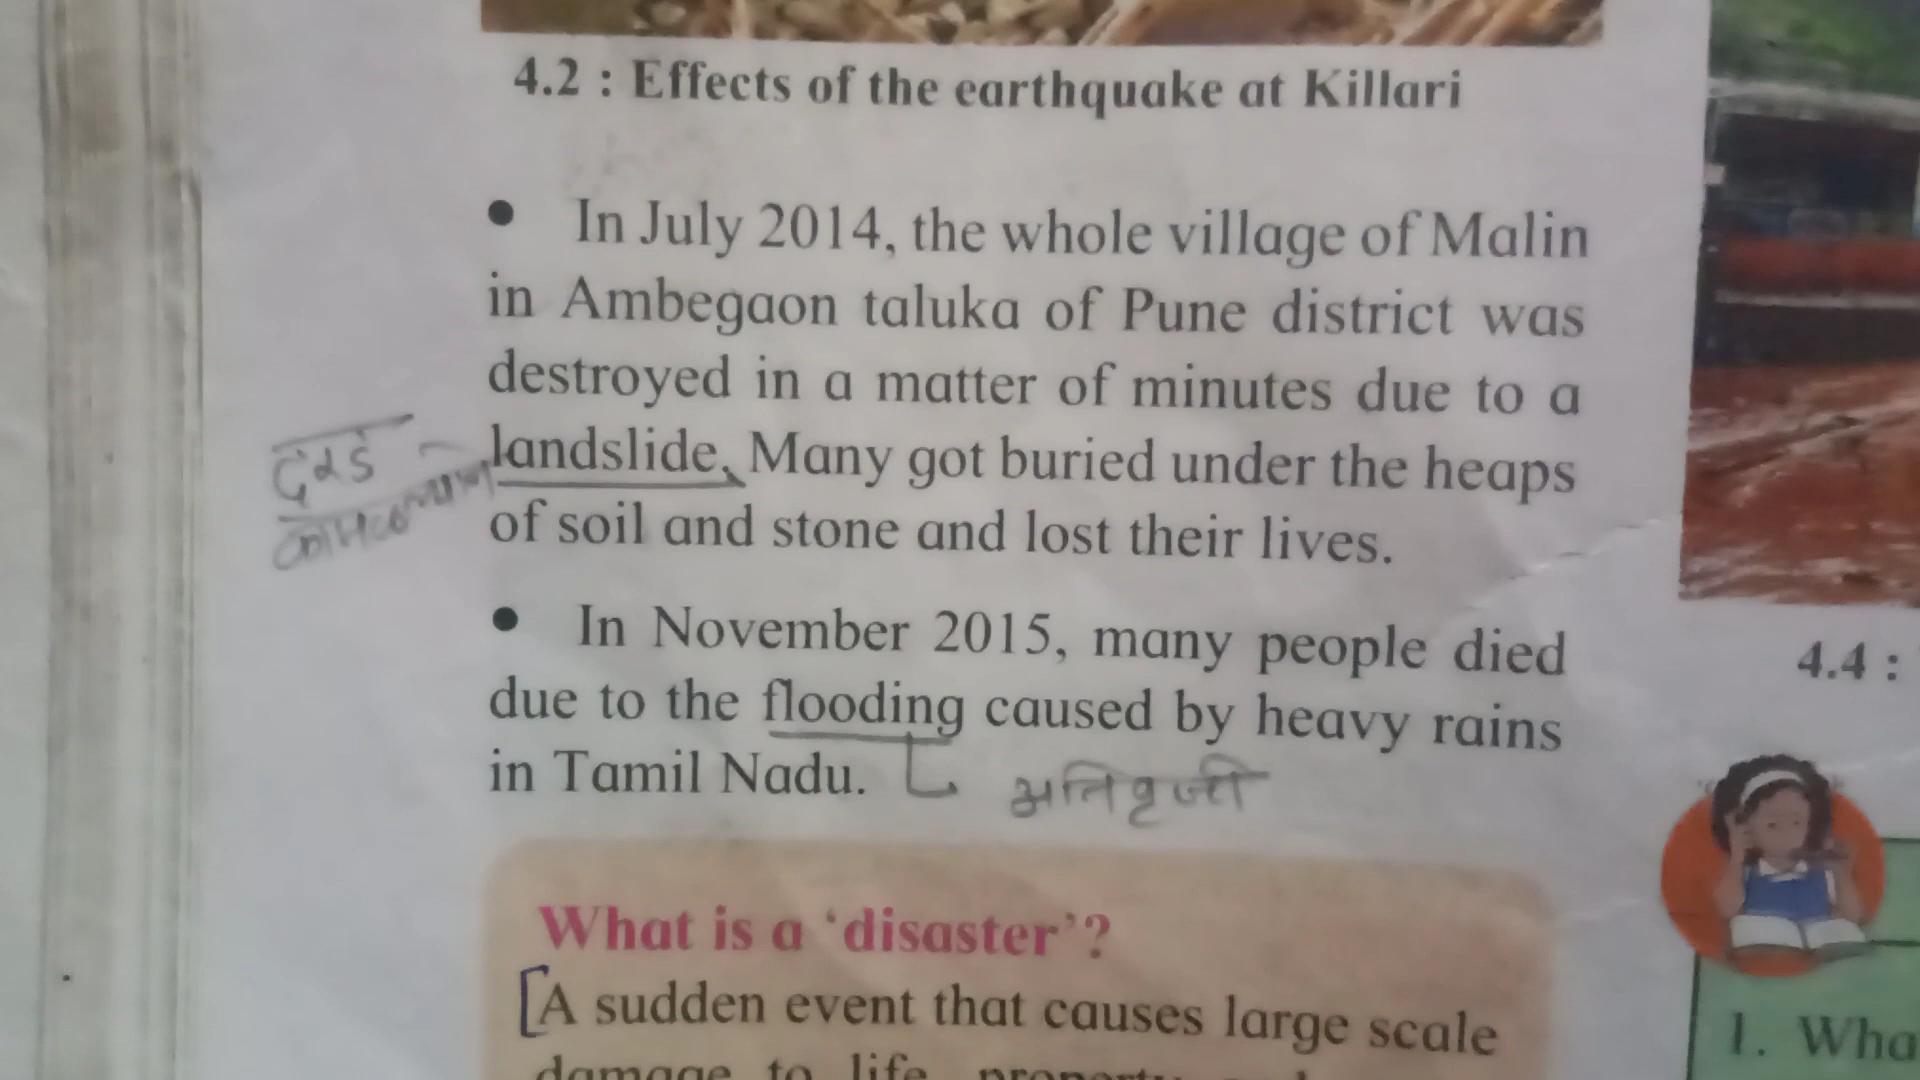 4.2 : Effects of the earthquake at Killari
• In July 2014, the whole village of Malin
in Ambegaon taluka of Pune district was
destroyed in a matter of minutes due to a
landslide. Many got buried under the heaps
of soil and stone and lost their lives.
दरड
• In November 2015, many people died
due to the flooding caused by heavy rains
in Tamil Nadu.
What is a ‘disaster’?
A sudden event that causes large scale
damage to life, property
4.4 :
1. Wha